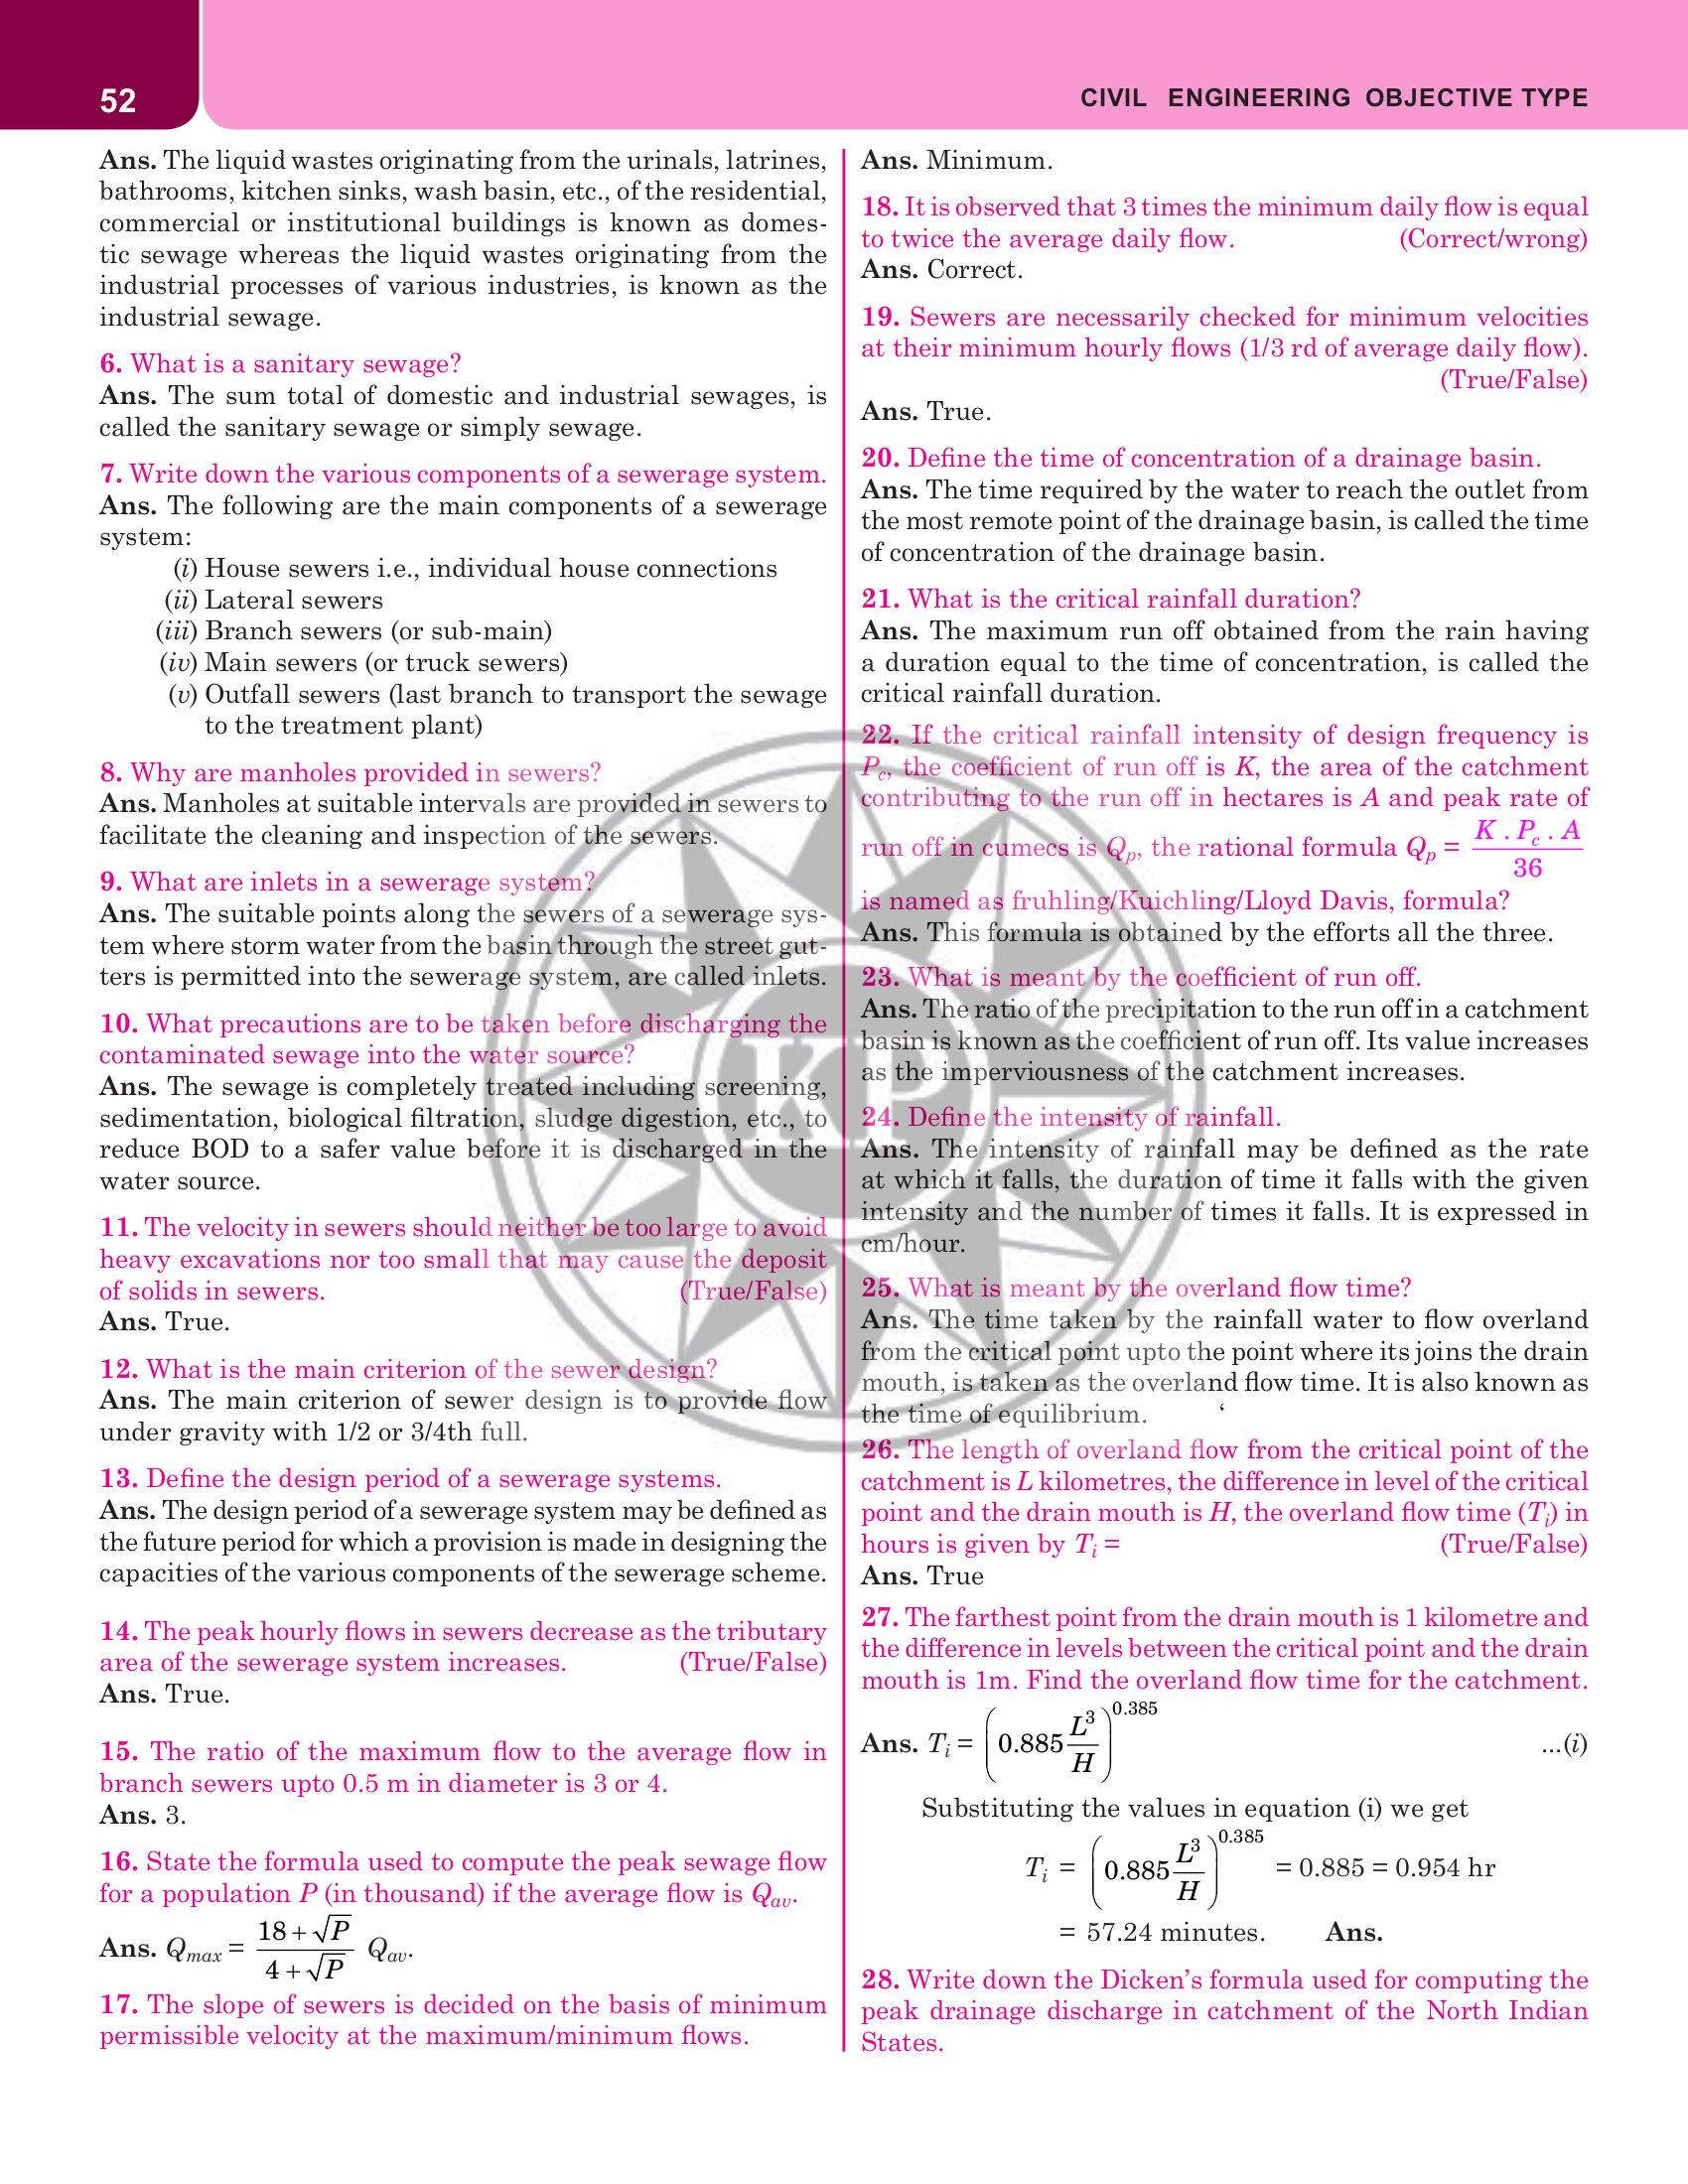 52
CIVIL ENGINEERING OBJECTIVE TYPE
Ans. The liquid wastes originating from the urinals, latrines,
bathrooms, kitchen sinks, wash basin, etc., of the residential,
commercial or institutional buildings is known as domes-
tic sewage whereas the liquid wastes originating from the
industrial processes of various industries, is known as the
industrial sewage.
6. What is a sanitary sewage?
Ans. The sum total of domestic and industrial sewages, is
called the sanitary sewage or simply sewage.
7. Write down the various components of a sewerage system.
Ans. The following are the main components of a sewerage
system:
(i) House sewers i.e., individual house connections
(ii) Lateral sewers
(iii) Branch sewers (or sub-main)
(iv) Main sewers (or truck sewers)
(v) Outfall sewers (last branch to transport the sewage
to the treatment plant)
8. Why are manholes provided in sewers?
Ans. Manholes at suitable intervals are provided in sewers to
facilitate the cleaning and inspection of the sewers.
9. What are inlets in a sewerage system?
Ans. The suitable points along the sewers of a sewerage sys-
tem where storm water from the basin through the street gut-
ters is permitted into the sewerage system, are called inlets.
10. What precautions are to be taken before discharging the
contaminated sewage into the water source?
Ans. The sewage is completely treated including screening,
sedimentation, biological filtration, sludge digestion, etc., to
reduce BOD to a safer value before it is discharged in the
water source.
11. The velocity in sewers should neither be too large to avoid
heavy excavations nor too small that may cause the deposit
of solids in sewers. (True/False)
Ans. True.
12. What is the main criterion of the sewer design?
Ans. The main criterion of sewer design is to provide flow
under gravity with 1/2 or 3/4th full.
13. Define the design period of a sewerage systems.
Ans. The design period of a sewerage system may be defined as
the future period for which a provision is made in designing the
capacities of the various components of the sewerage scheme.
14. The peak hourly flows in sewers decrease as the tributary
area of the sewerage system increases. (True/False)
Ans. True.
15. The ratio of the maximum flow to the average flow in
branch sewers upto 0.5 m in diameter is 3 or 4.
Ans. 3.
16. State the formula used to compute the peak sewage flow
for a population P (in thousand) if the average flow is Qav.
Ans. Qmax = (18 + √P)/(4 + √P) Qav.
17. The slope of sewers is decided on the basis of minimum
permissible velocity at the maximum/minimum flows.
Ans. Minimum.
18. It is observed that 3 times the minimum daily flow is equal
to twice the average daily flow. (Correct/wrong)
Ans. Correct.
19. Sewers are necessarily checked for minimum velocities
at their minimum hourly flows (1/3 rd of average daily flow).
(True/False)
Ans. True.
20. Define the time of concentration of a drainage basin.
Ans. The time required by the water to reach the outlet from
the most remote point of the drainage basin, is called the time
of concentration of the drainage basin.
21. What is the critical rainfall duration?
Ans. The maximum run off obtained from the rain having
a duration equal to the time of concentration, is called the
critical rainfall duration.
22. If the critical rainfall intensity of design frequency is
Pc, the coefficient of run off is K, the area of the catchment
contributing to the run off in hectares is A and peak rate of
run off in cumecs is Qp, the rational formula Qp = K . Pc . A / 36
is named as fruhling/Kuichling/Lloyd Davis, formula?
Ans. This formula is obtained by the efforts all the three.
23. What is meant by the coefficient of run off.
Ans. The ratio of the precipitation to the run off in a catchment
basin is known as the coefficient of run off. Its value increases
as the imperviousness of the catchment increases.
24. Define the intensity of rainfall.
Ans. The intensity of rainfall may be defined as the rate
at which it falls, the duration of time it falls with the given
intensity and the number of times it falls. It is expressed in
cm/hour.
25. What is meant by the overland flow time?
Ans. The time taken by the rainfall water to flow overland
from the critical point upto the point where its joins the drain
mouth, is taken as the overland flow time. It is also known as
the time of equilibrium. ‘
26. The length of overland flow from the critical point of the
catchment is L kilometres, the difference in level of the critical
point and the drain mouth is H, the overland flow time (Ti) in
hours is given by Ti = (True/False)
Ans. True
27. The farthest point from the drain mouth is 1 kilometre and
the difference in levels between the critical point and the drain
mouth is 1m. Find the overland flow time for the catchment.
Ans. Ti = (0.885 L³/H)^0.385 ...(i)
Substituting the values in equation (i) we get
Ti = (0.885 L³/H)^0.385 = 0.885 = 0.954 hr
= 57.24 minutes. Ans.
28. Write down the Dicken’s formula used for computing the
peak drainage discharge in catchment of the North Indian
States.
KP